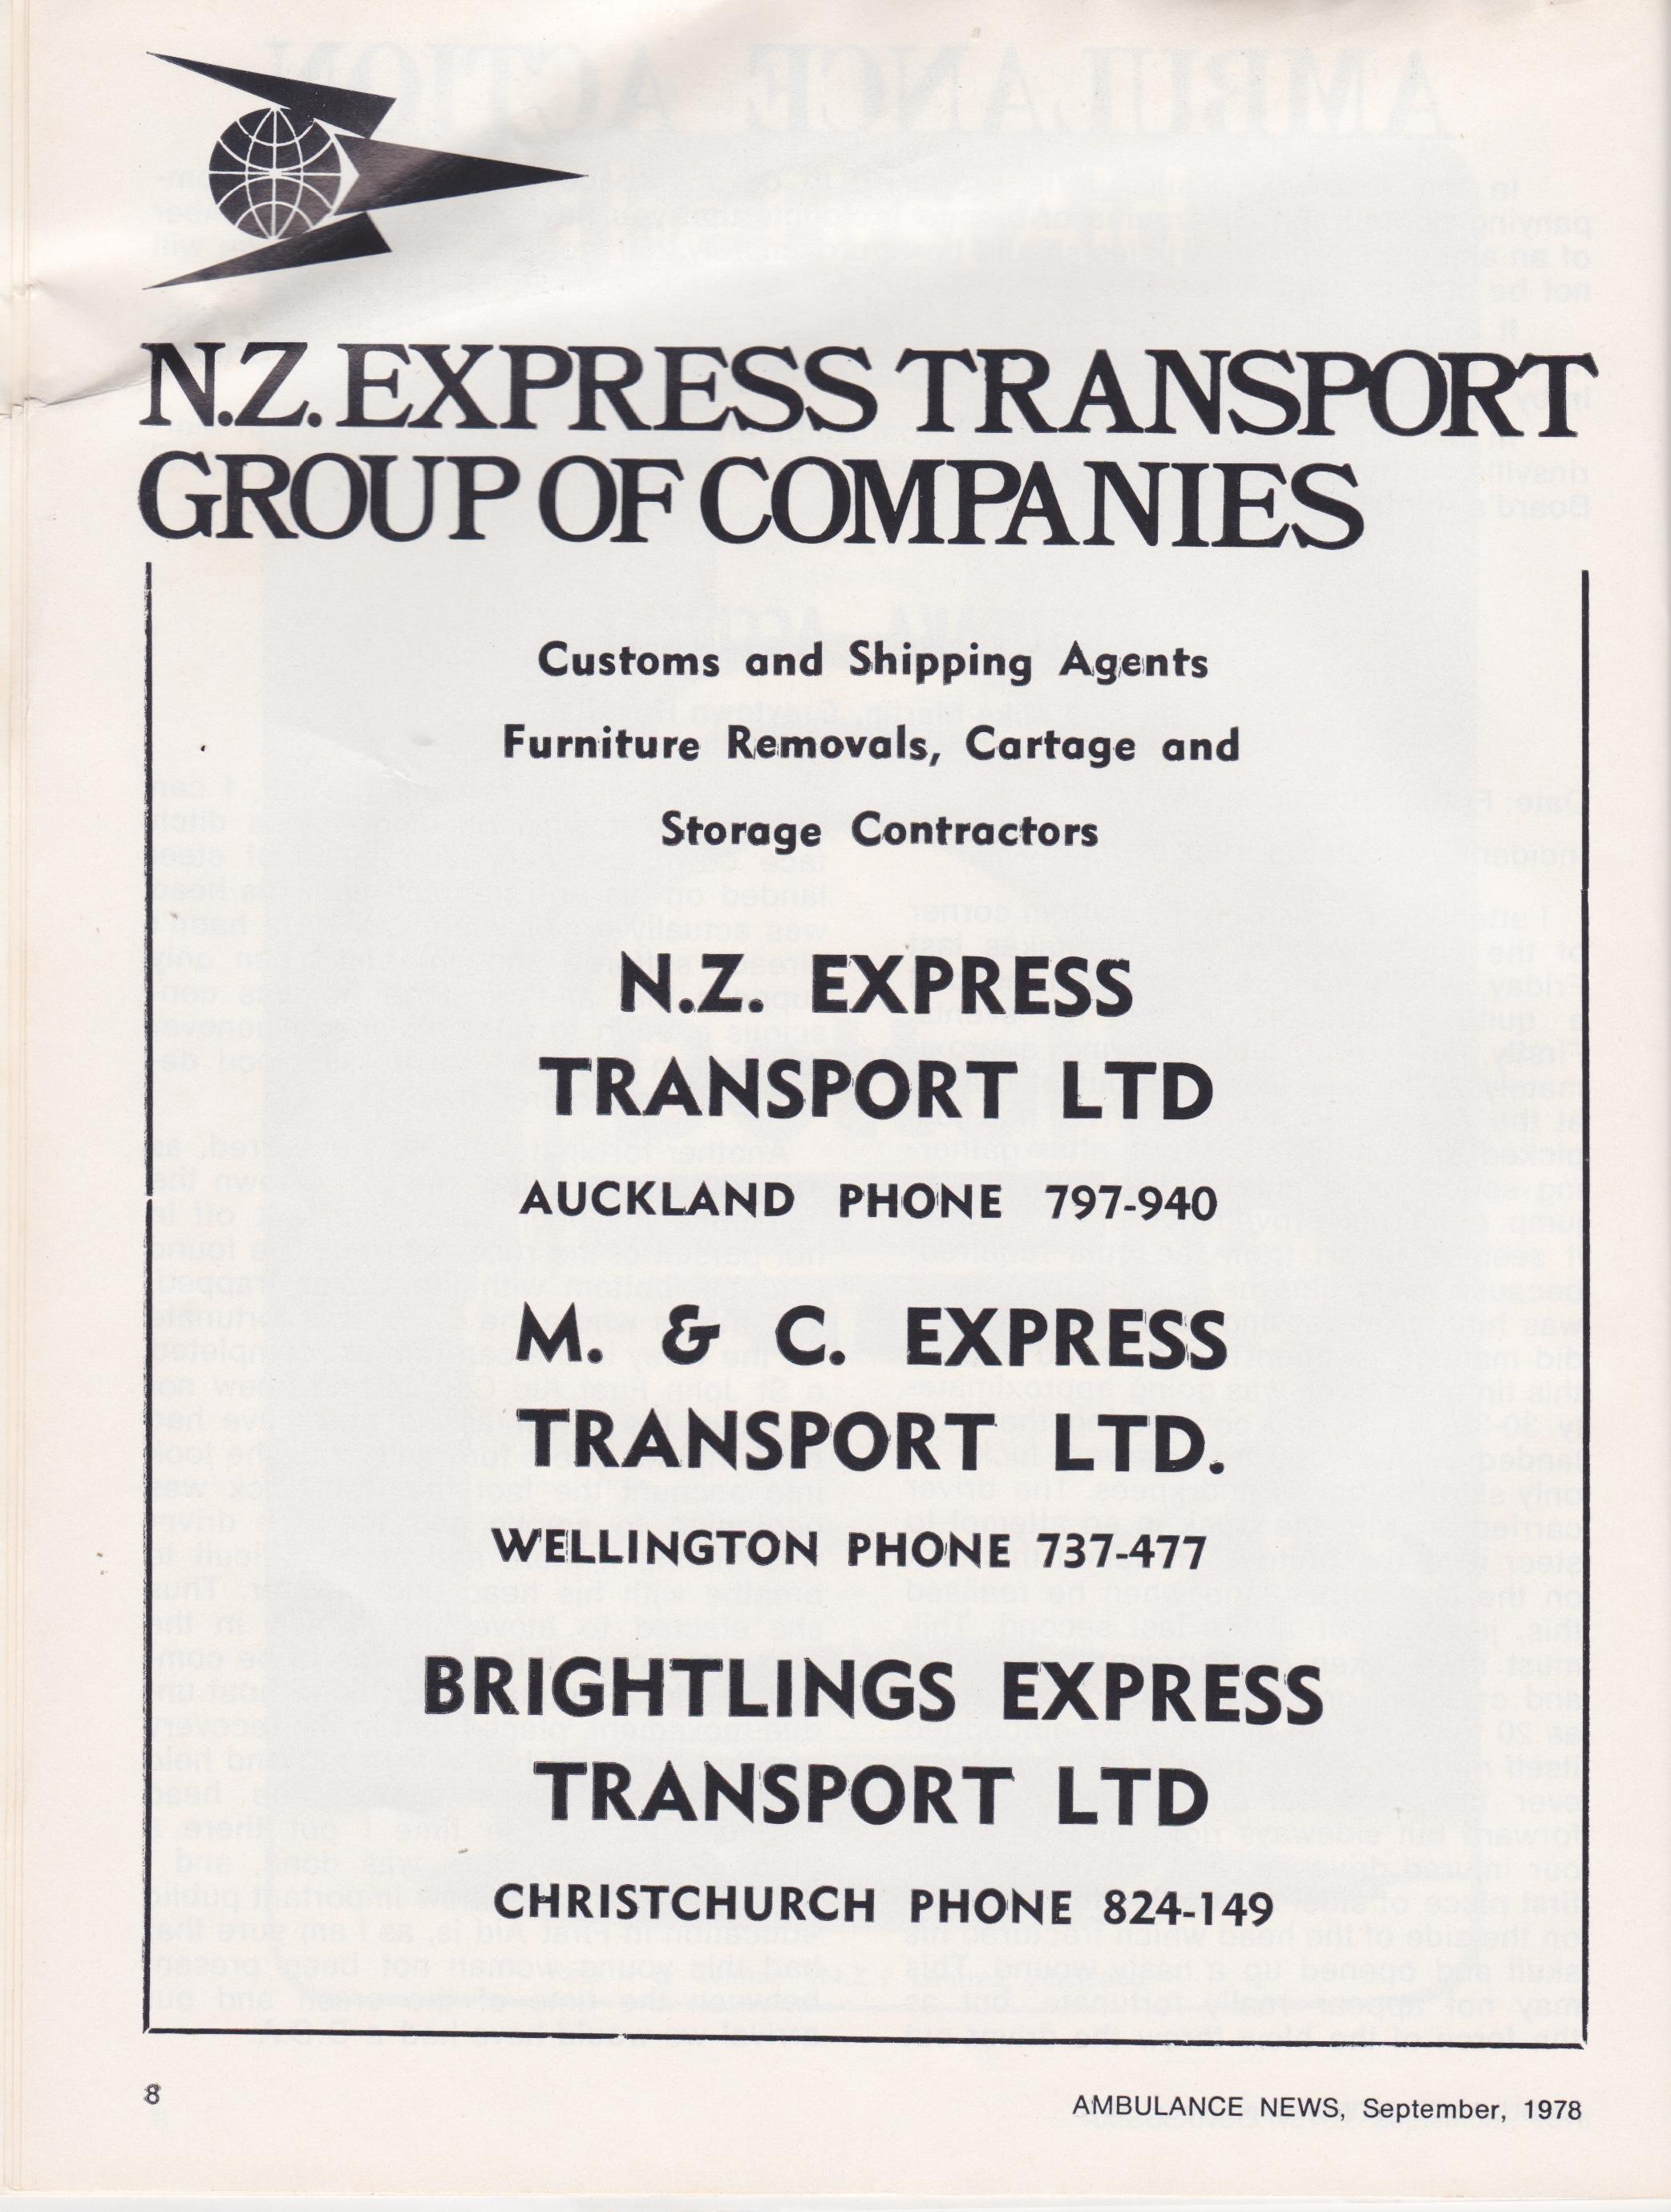 N.Z. EXPRESS TRANSPORT
GROUP OF COMPANIES
Customs and Shipping Agents
Furniture Removals, Cartage and
Storage Contractors
N.Z. EXPRESS
TRANSPORT LTD
AUCKLAND PHONE 797-940
M. & C. EXPRESS
TRANSPORT LTD.
WELLINGTON PHONE 737-477
BRIGHTLINGS EXPRESS
TRANSPORT LTD
CHRISTCHURCH PHONE 824-149
8
AMBULANCE NEWS, September, 1978